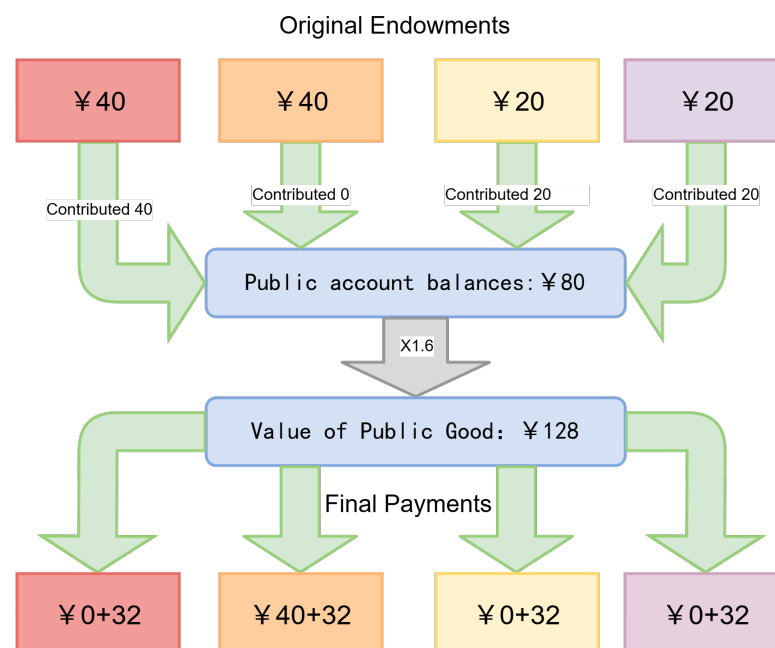 Original Endowments
￥40
￥40
￥20
￥20
Contributed 40
Contributed 0
Contributed 20
Contributed 20
Public account balances:￥80
X1.6
Value of Public Good: ￥128
Final Payments
￥0+32
￥40+32
￥0+32
￥0+32